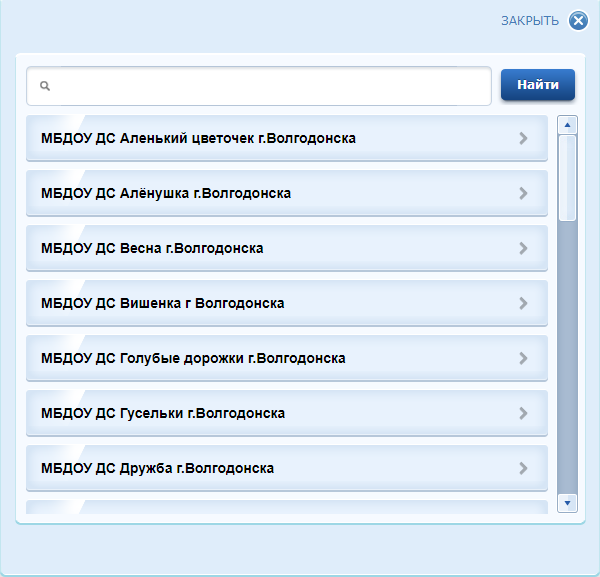 ЗАКРЫТЬ
Найти
МБДОУ ДС Аленький цветочек г.Волгодонска
МБДОУ ДС Алёнушка г.Волгодонска
МБДОУ ДС Весна г.Волгодонска
МБДОУ ДС Вишенка г Волгодонска
МБДОУ ДС Голубые дорожки г.Волгодонска
МБДОУ ДС Гусельки г.Волгодонска
МБДОУ ДС Дружба г.Волгодонска